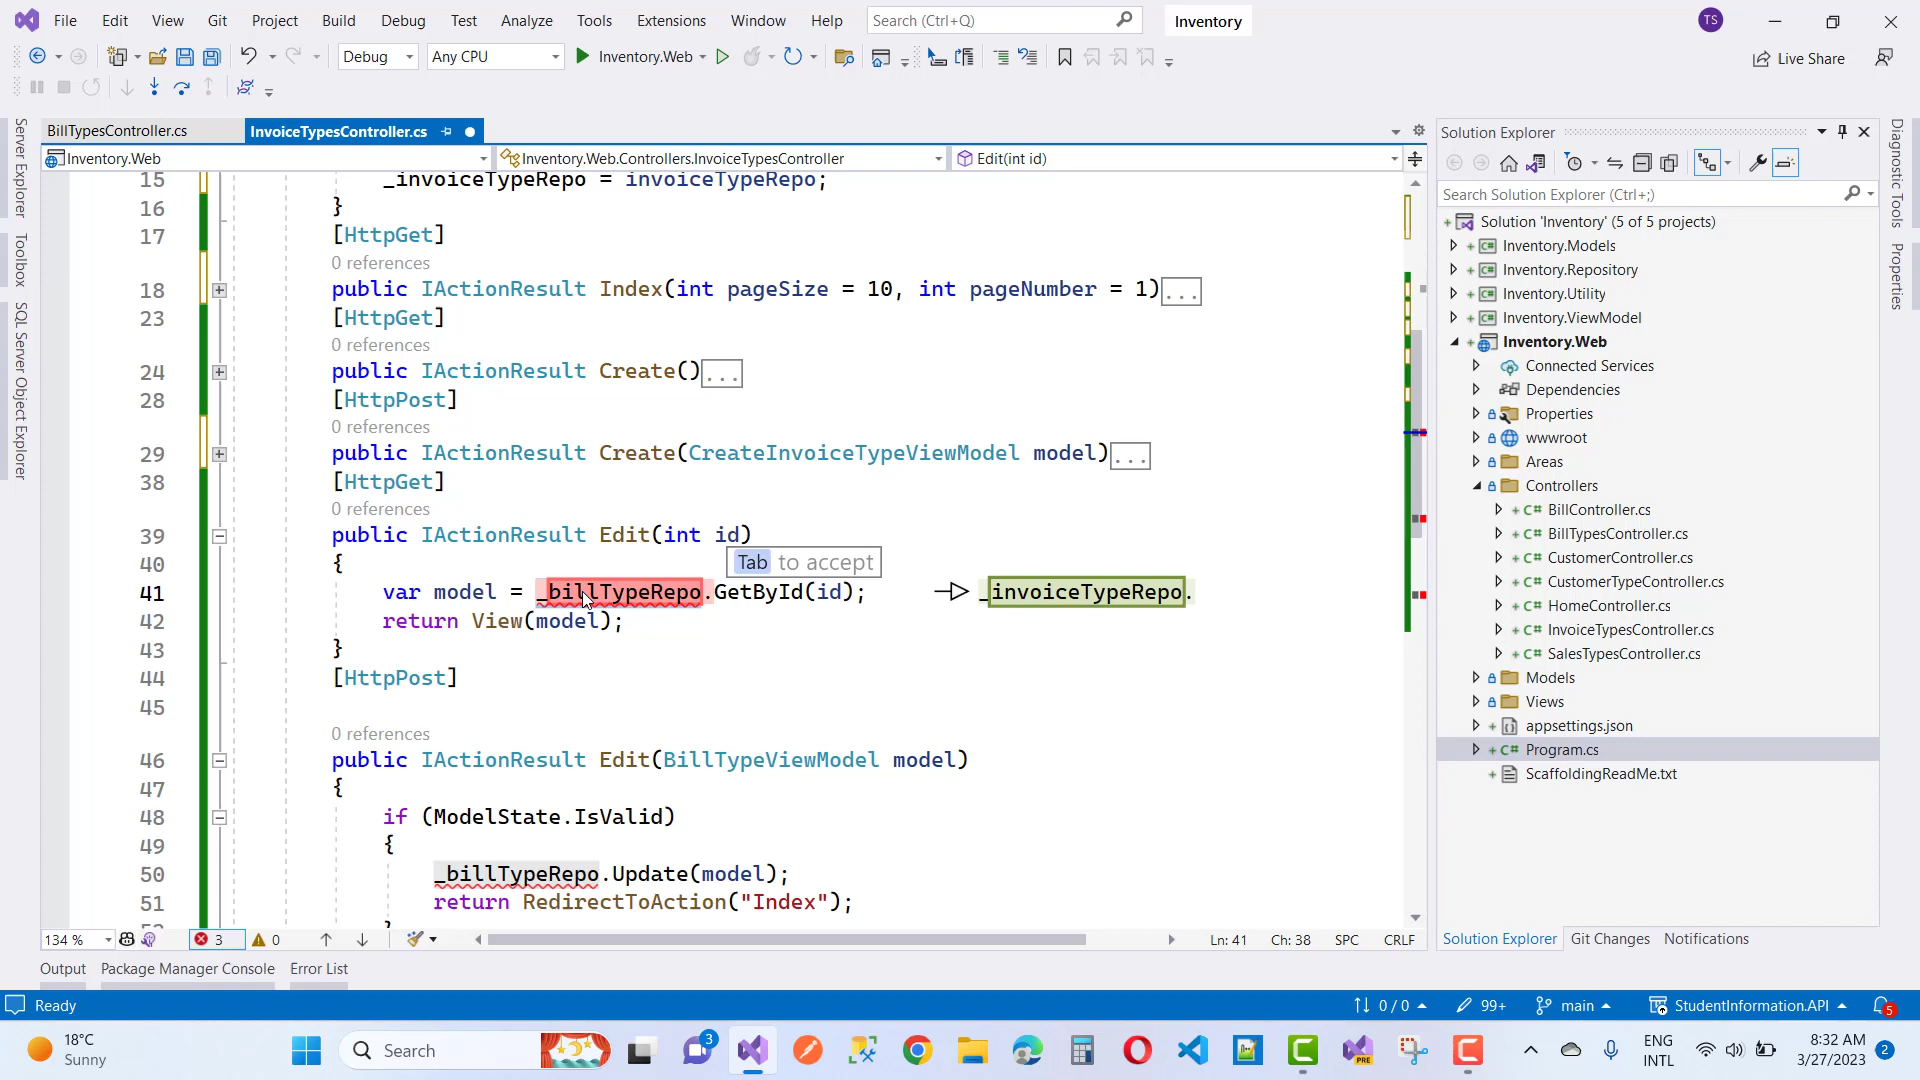 File Edit View Git Project Build Debug Test Analyze Tools Extensions Window Help Search (Ctrl+Q) Inventory TS
Debug Any CPU Inventory.Web Live Share
BillTypesController.cs InvoiceTypesController.cs
Inventory.Web Inventory.Web.Controllers.InvoiceTypesController Edit(int id)
Server Explorer
Toolbox
SQL Server Object Explorer
15 _invoiceTypeRepo = invoiceTypeRepo;
16 }
17 [HttpGet]
0 references
18 public IActionResult Index(int pageSize = 10, int pageNumber = 1)...
23 [HttpGet]
0 references
24 public IActionResult Create()...
28 [HttpPost]
0 references
29 public IActionResult Create(CreateInvoiceTypeViewModel model)...
38 [HttpGet]
0 references
39 public IActionResult Edit(int id)
40 { Tab to accept
41 var model = _billTypeRepo.GetById(id); _invoiceTypeRepo.
42 return View(model);
43 }
44 [HttpPost]
45
0 references
46 public IActionResult Edit(BillTypeViewModel model)
47 {
48 if (ModelState.IsValid)
49 {
50 _billTypeRepo.Update(model);
51 return RedirectToAction("Index");
134 % 3 0 Ln: 41 Ch: 38 SPC CRLF
Solution Explorer
Search Solution Explorer (Ctrl+;)
Solution 'Inventory' (5 of 5 projects)
Inventory.Models
Inventory.Repository
Inventory.Utility
Inventory.ViewModel
Inventory.Web
Connected Services
Dependencies
Properties
wwwroot
Areas
Controllers
BillController.cs
BillTypesController.cs
CustomerController.cs
CustomerTypeController.cs
HomeController.cs
InvoiceTypesController.cs
SalesTypesController.cs
Models
Views
appsettings.json
Program.cs
ScaffoldingReadMe.txt
Solution Explorer Git Changes Notifications
Diagnostic Tools
Properties
Output Package Manager Console Error List
Ready 0 / 0 99+ main StudentInformation.API 5
18°C
Sunny
Search
3
PRE
ENG
INTL
8:32 AM
3/27/2023
2